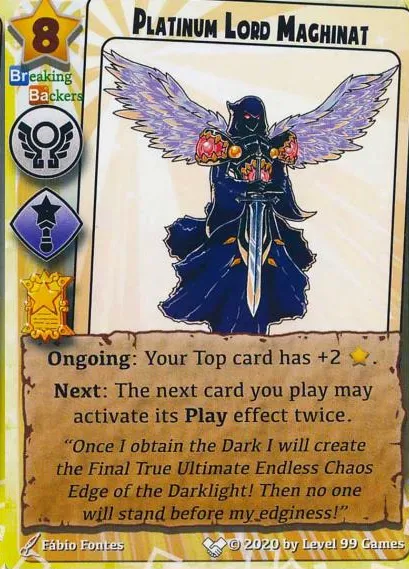 8
PLATINUM LORD MACHINAT
Breaking
Backers
Ongoing: Your Top card has +2 .
Next: The next card you play may
activate its Play effect twice.
“Once I obtain the Dark I will create
the Final True Ultimate Endless Chaos
Edge of the Darklight! Then no one
will stand before my edginess!”
Fábio Fontes
© 2020 by Level 99 Games